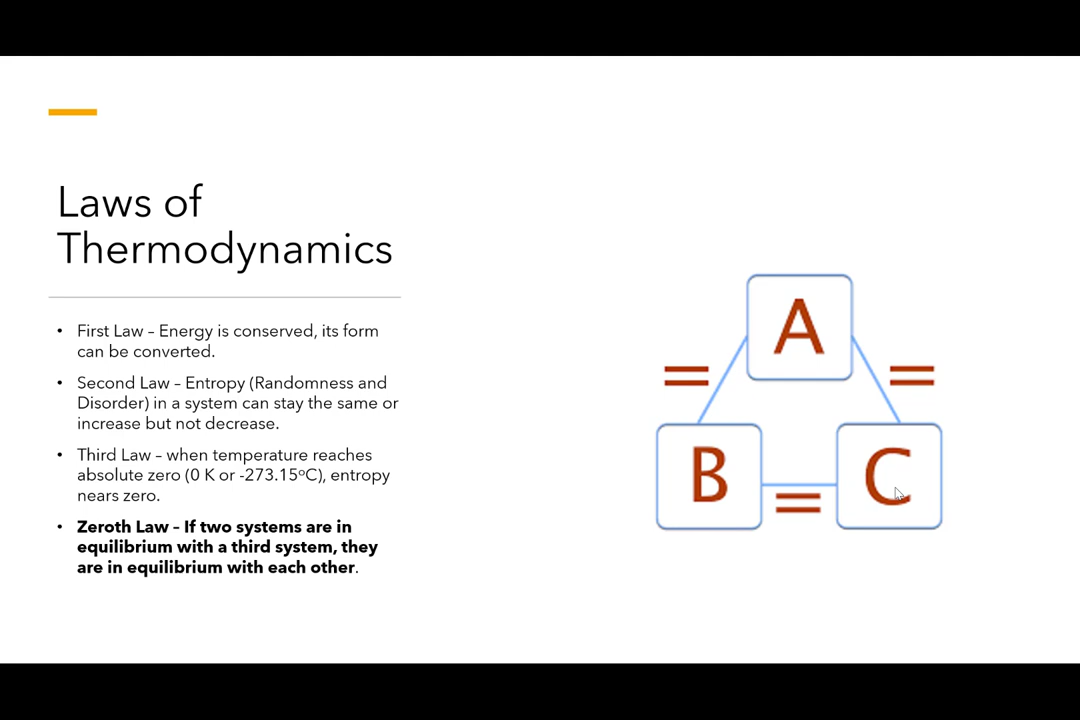 Laws of
Thermodynamics
• First Law – Energy is conserved, its form
can be converted.
• Second Law – Entropy (Randomness and
Disorder) in a system can stay the same or
increase but not decrease.
• Third Law – when temperature reaches
absolute zero (0 K or -273.15ºC), entropy
nears zero.
• Zeroth Law – If two systems are in
equilibrium with a third system, they
are in equilibrium with each other.
A
= =
B = C